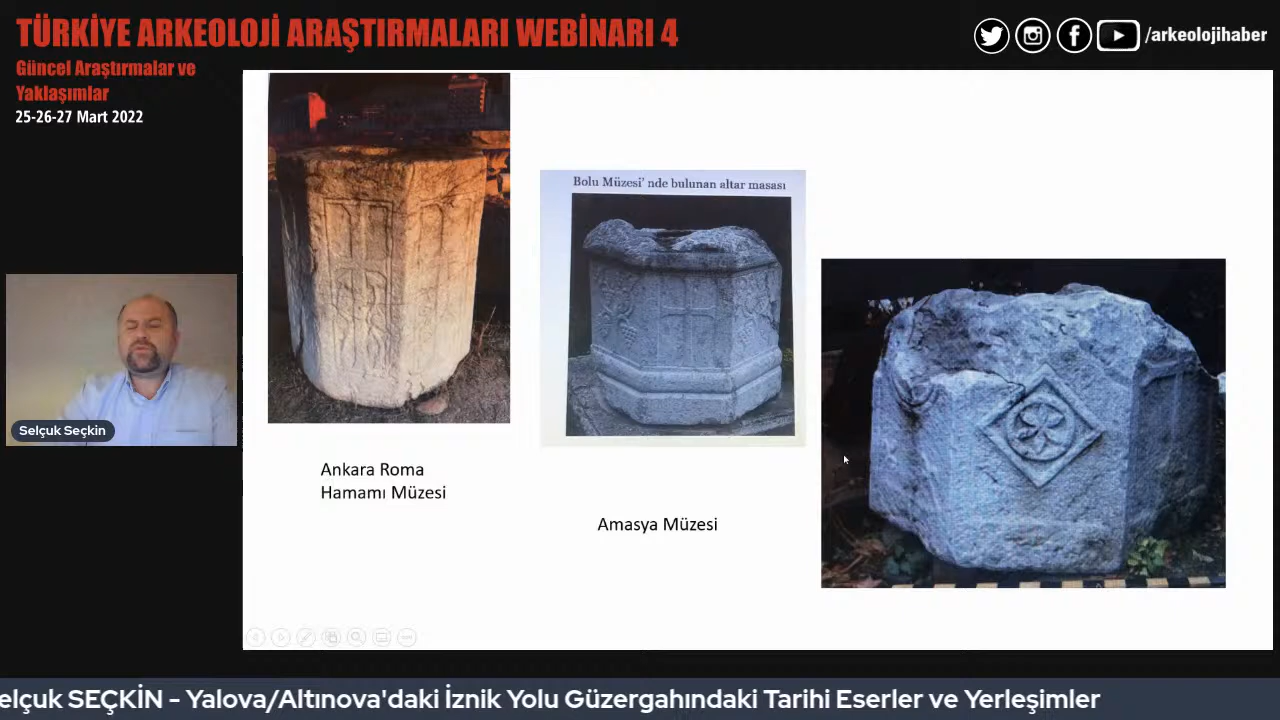 TÜRKİYE ARKEOLOJİ ARAŞTIRMALARI WEBİNARI 4
Güncel Araştırmalar ve
Yaklaşımlar
25-26-27 Mart 2022
/arkeolojihaber
Bolu Müzesi' nde bulunan altar masası
Selçuk Seçkin
Ankara Roma
Hamamı Müzesi
Amasya Müzesi
elçuk SEÇKİN - Yalova/Altınova'daki İznik Yolu Güzergahındaki Tarihi Eserler ve Yerleşimler